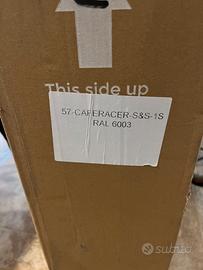 This side up
57-CAFERACER-S&S-1S
RAL 6003
subito